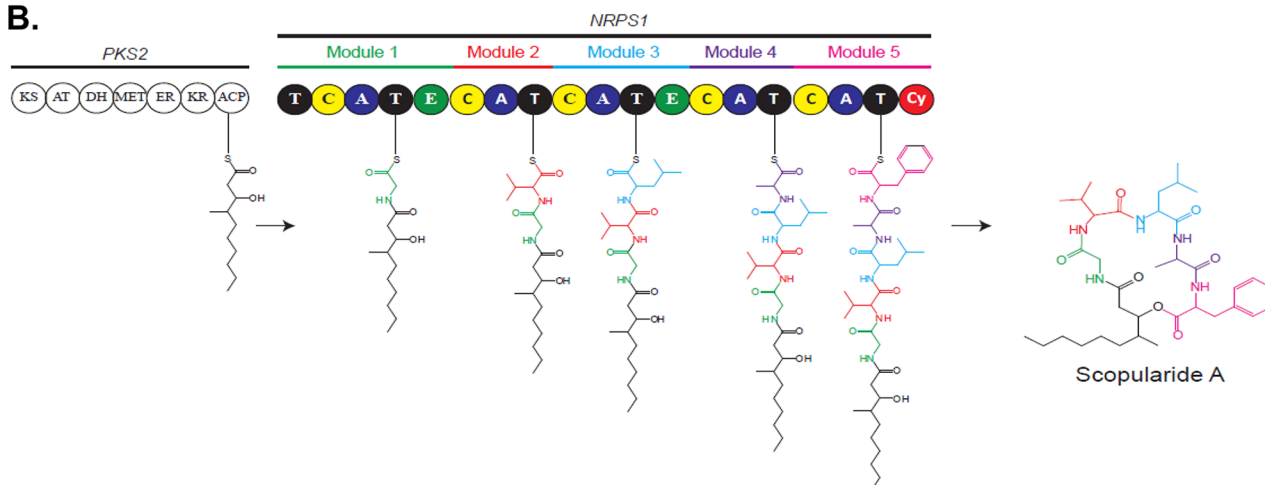 B.
NRPS1
PKS2
Module 1 Module 2 Module 3 Module 4 Module 5
KS AT DH MET ER KR ACP
T C A T E C A T C A T E C A T C A T Cy
S S S S S S
O O O O O O
HN NH NH NH NH
OH OH OH OH OH OH
O O O O O
HN HN HN HN HN
O O O O O
NH NH NH NH NH
O O O O O
HN HN HN HN HN
O O O O O
Scopularide A